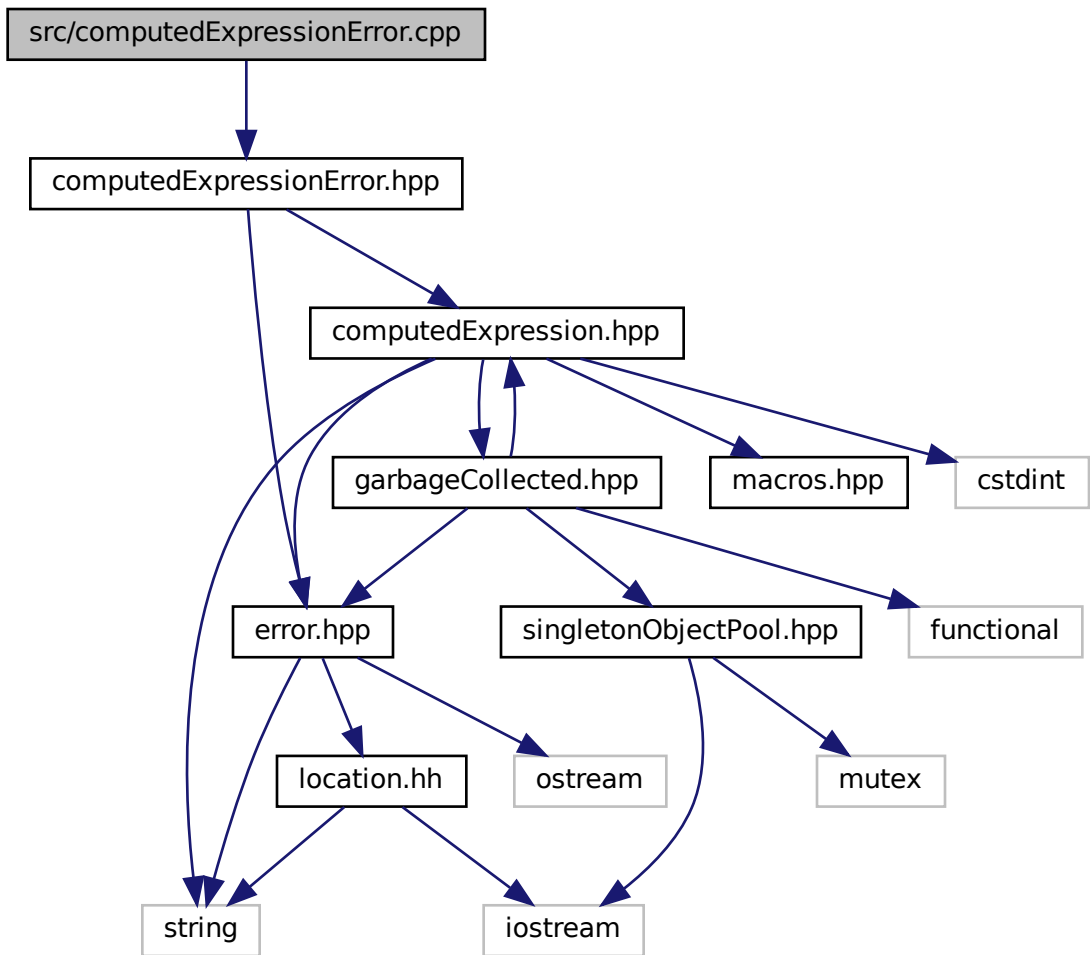 src/computedExpressionError.cpp
computedExpressionError.hpp
computedExpression.hpp
garbageCollected.hpp
macros.hpp
cstdint
error.hpp
singletonObjectPool.hpp
functional
location.hh
ostream
mutex
string
iostream